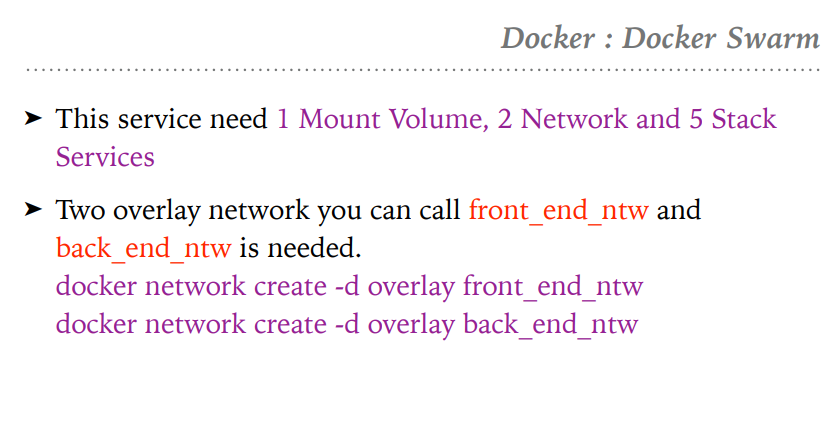 Docker : Docker Swarm
➤ This service need 1 Mount Volume, 2 Network and 5 Stack
Services
➤ Two overlay network you can call front_end_ntw and
back_end_ntw is needed.
docker network create -d overlay front_end_ntw
docker network create -d overlay back_end_ntw